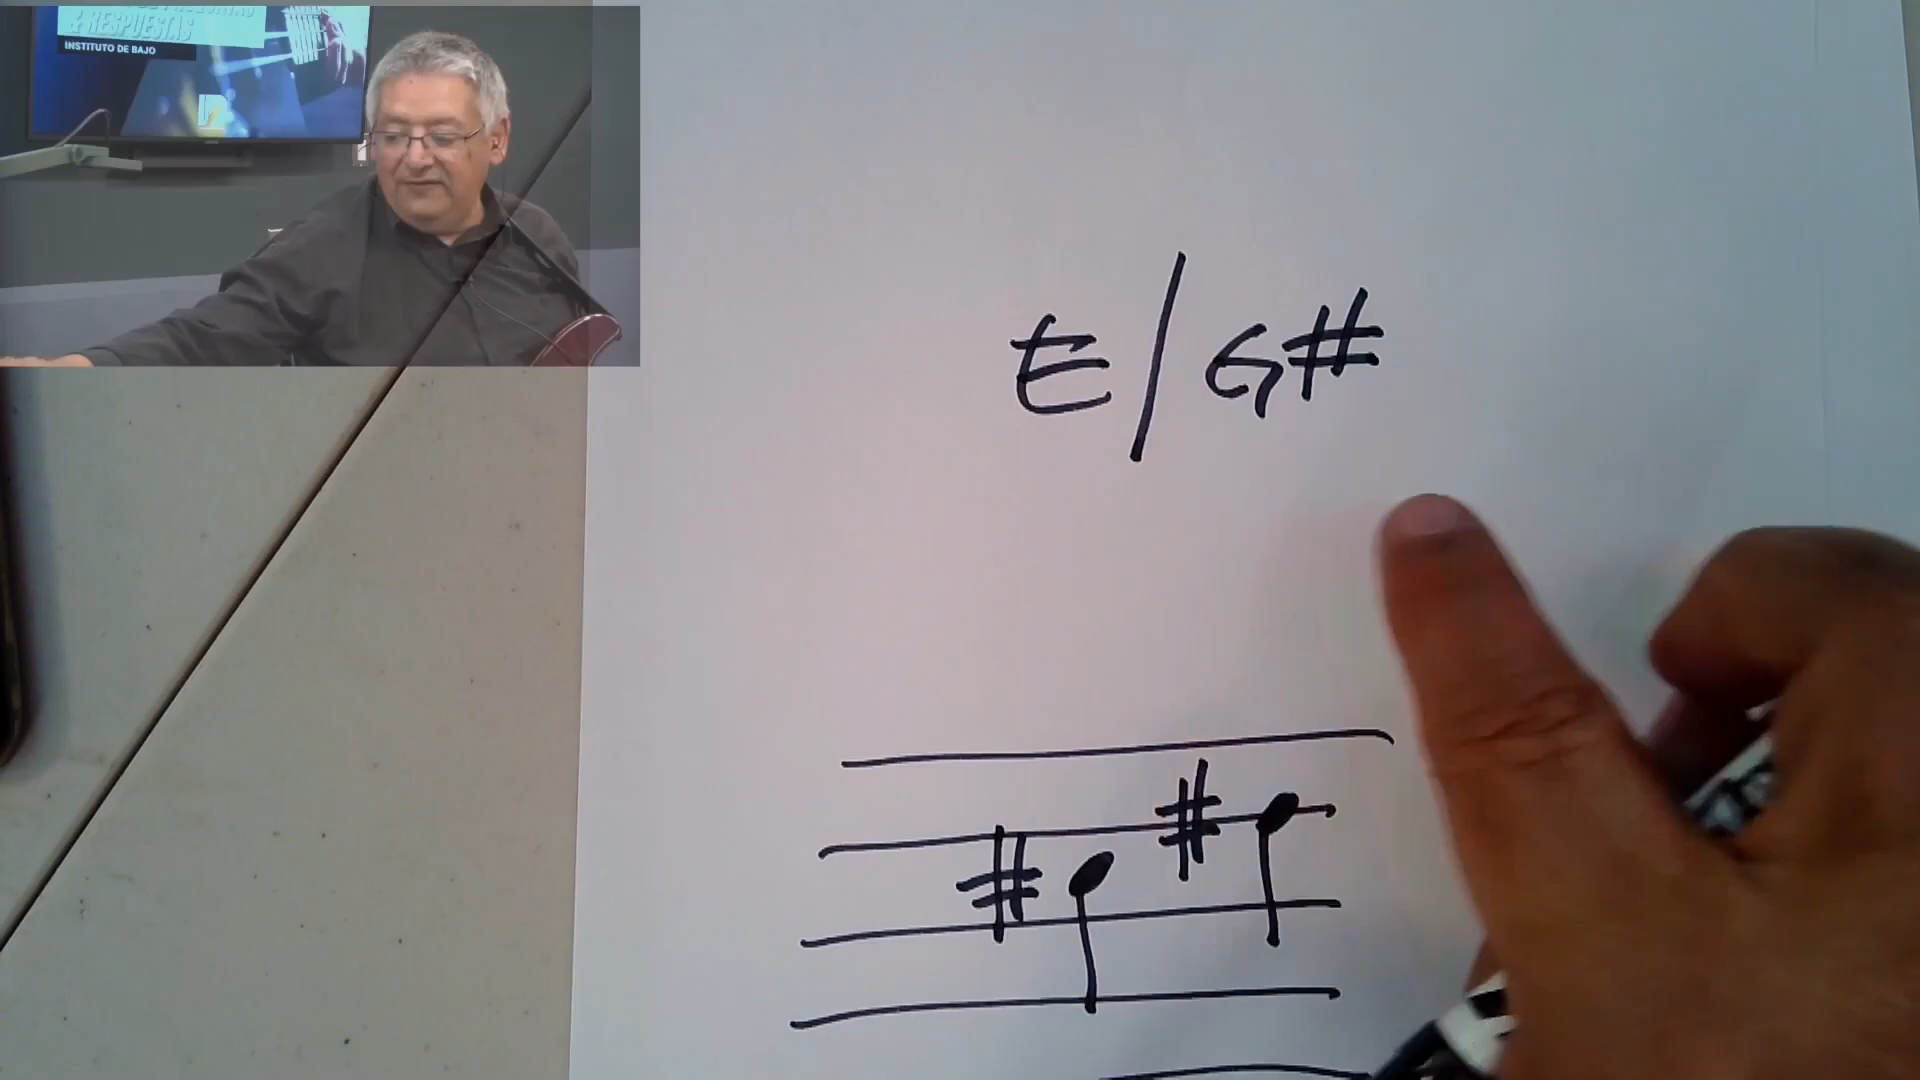 & RESPUESTAS
INSTITUTO DE BAJO
E/G#
# #